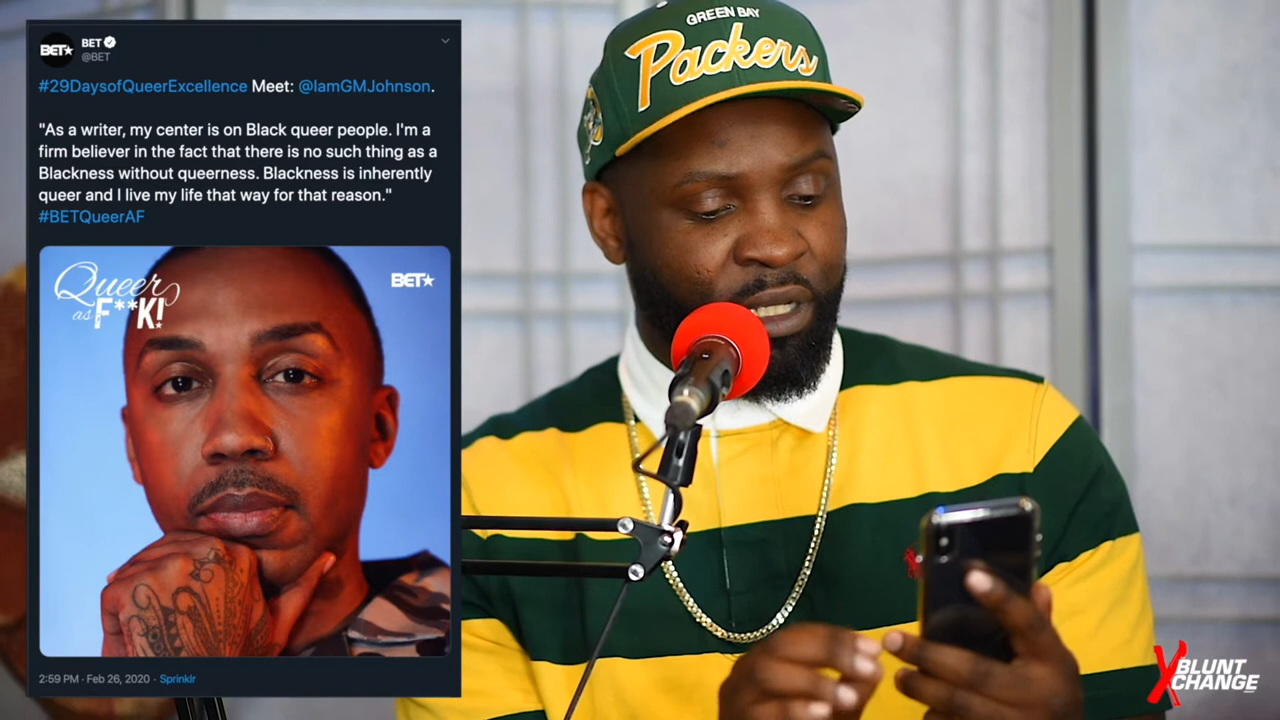 BET
BET
@BET
#29DaysofQueerExcellence Meet: @IamGMJohnson.
"As a writer, my center is on Black queer people. I'm a
firm believer in the fact that there is no such thing as a
Blackness without queerness. Blackness is inherently
queer and I live my life that way for that reason."
#BETQueerAF
Queer
as F**K!
BET
2:59 PM · Feb 26, 2020 · Sprinklr
GREEN BAY
Packers
X BLUNT
CHANGE